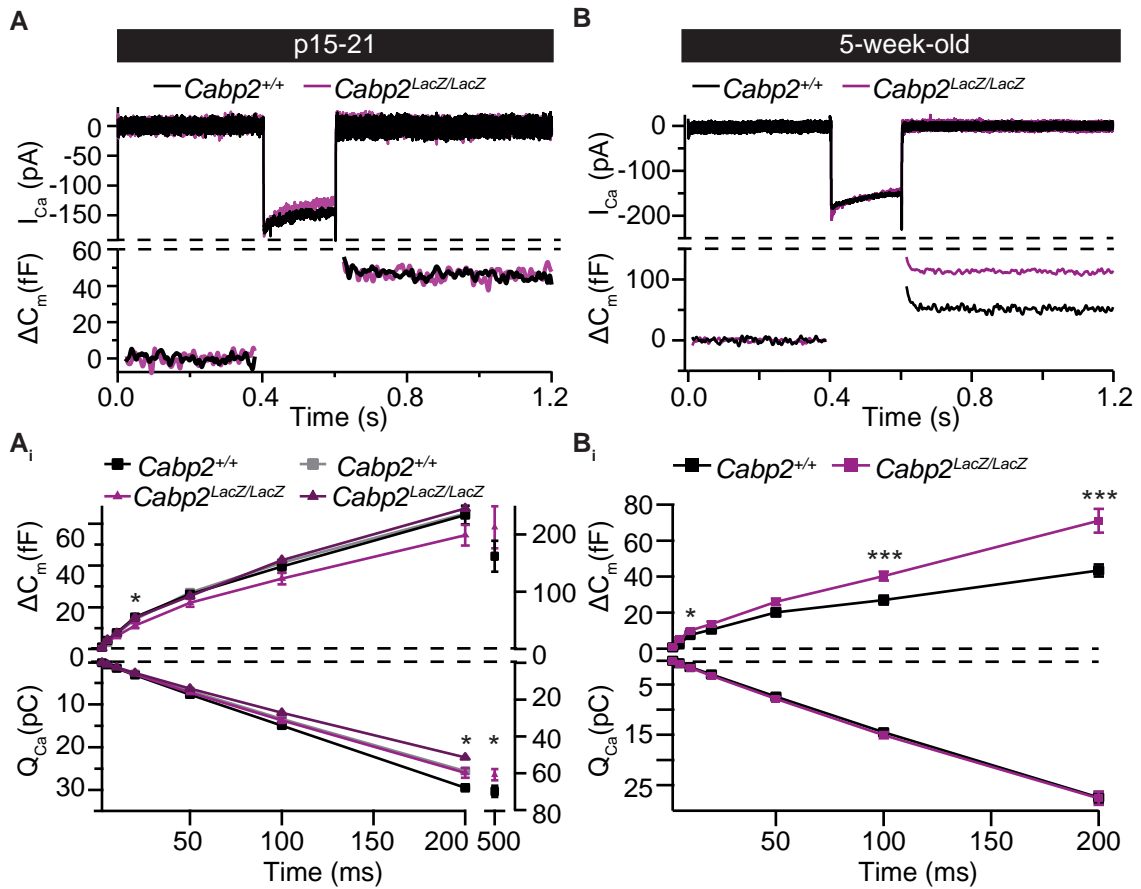 A
p15-21
Cabp2+/+ Cabp2LacZ/LacZ
ICa (pA)
0
-50
-100
-150
ΔCm(fF)
60
40
20
0
0.0 0.4 0.8 1.2
Time (s)
B
5-week-old
Cabp2+/+ Cabp2LacZ/LacZ
ICa (pA)
0
-100
-200
ΔCm(fF)
100
0
0.0 0.4 0.8 1.2
Time (s)
Ai
Cabp2+/+ Cabp2+/+
Cabp2LacZ/LacZ Cabp2LacZ/LacZ
ΔCm(fF)
60
40
20
0
200
100
0
*
QCa(pC)
10
20
30
20
40
60
80
* *
50 100 150 200 500
Time (ms)
Bi
Cabp2+/+ Cabp2LacZ/LacZ
ΔCm(fF)
80
60
40
20
0
* *** ***
QCa(pC)
5
15
25
50 100 150 200
Time (ms)